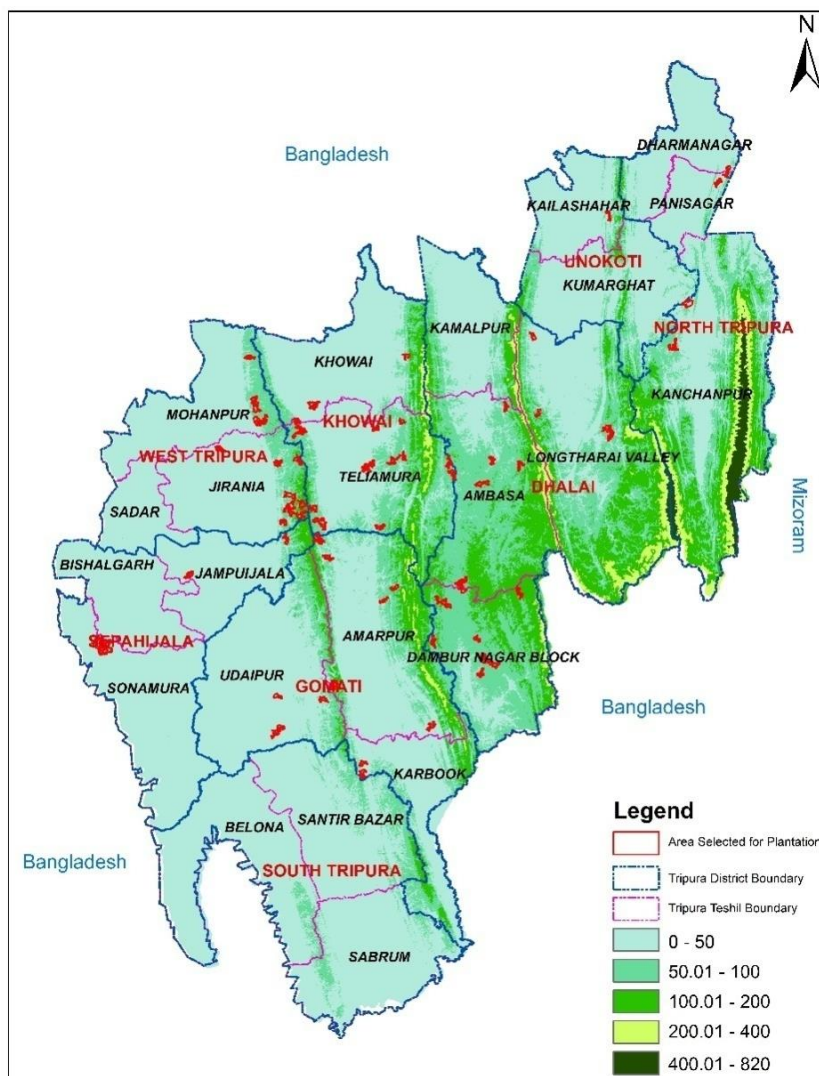 N
DHARMANAGAR
Bangladesh
KAILASHAHAR
PANISAGAR
UNOKOTI
KUMARGHAT
KAMALPUR
NORTH TRIPURA
KHOWAI
KANCHANPUR
MOHANPUR
KHOWAI
WEST TRIPURA
LONGTHARAI VALLEY
TELIAMURA
JIRANIA
DHALAI
AMBASA
SADAR
Mizoram
BISHALGARH
JAMPUIJALA
SEPAHIJALA
AMARPUR
DAMBUR NAGAR BLOCK
UDAIPUR
GOMATI
SONAMURA
Bangladesh
KARBOOK
SANTIR BAZAR
BELONA
Bangladesh
SOUTH TRIPURA
SABRUM
Legend
Area Selected for Plantation
Tripura District Boundary
Tripura Teshil Boundary
0 - 50
50.01 - 100
100.01 - 200
200.01 - 400
400.01 - 820